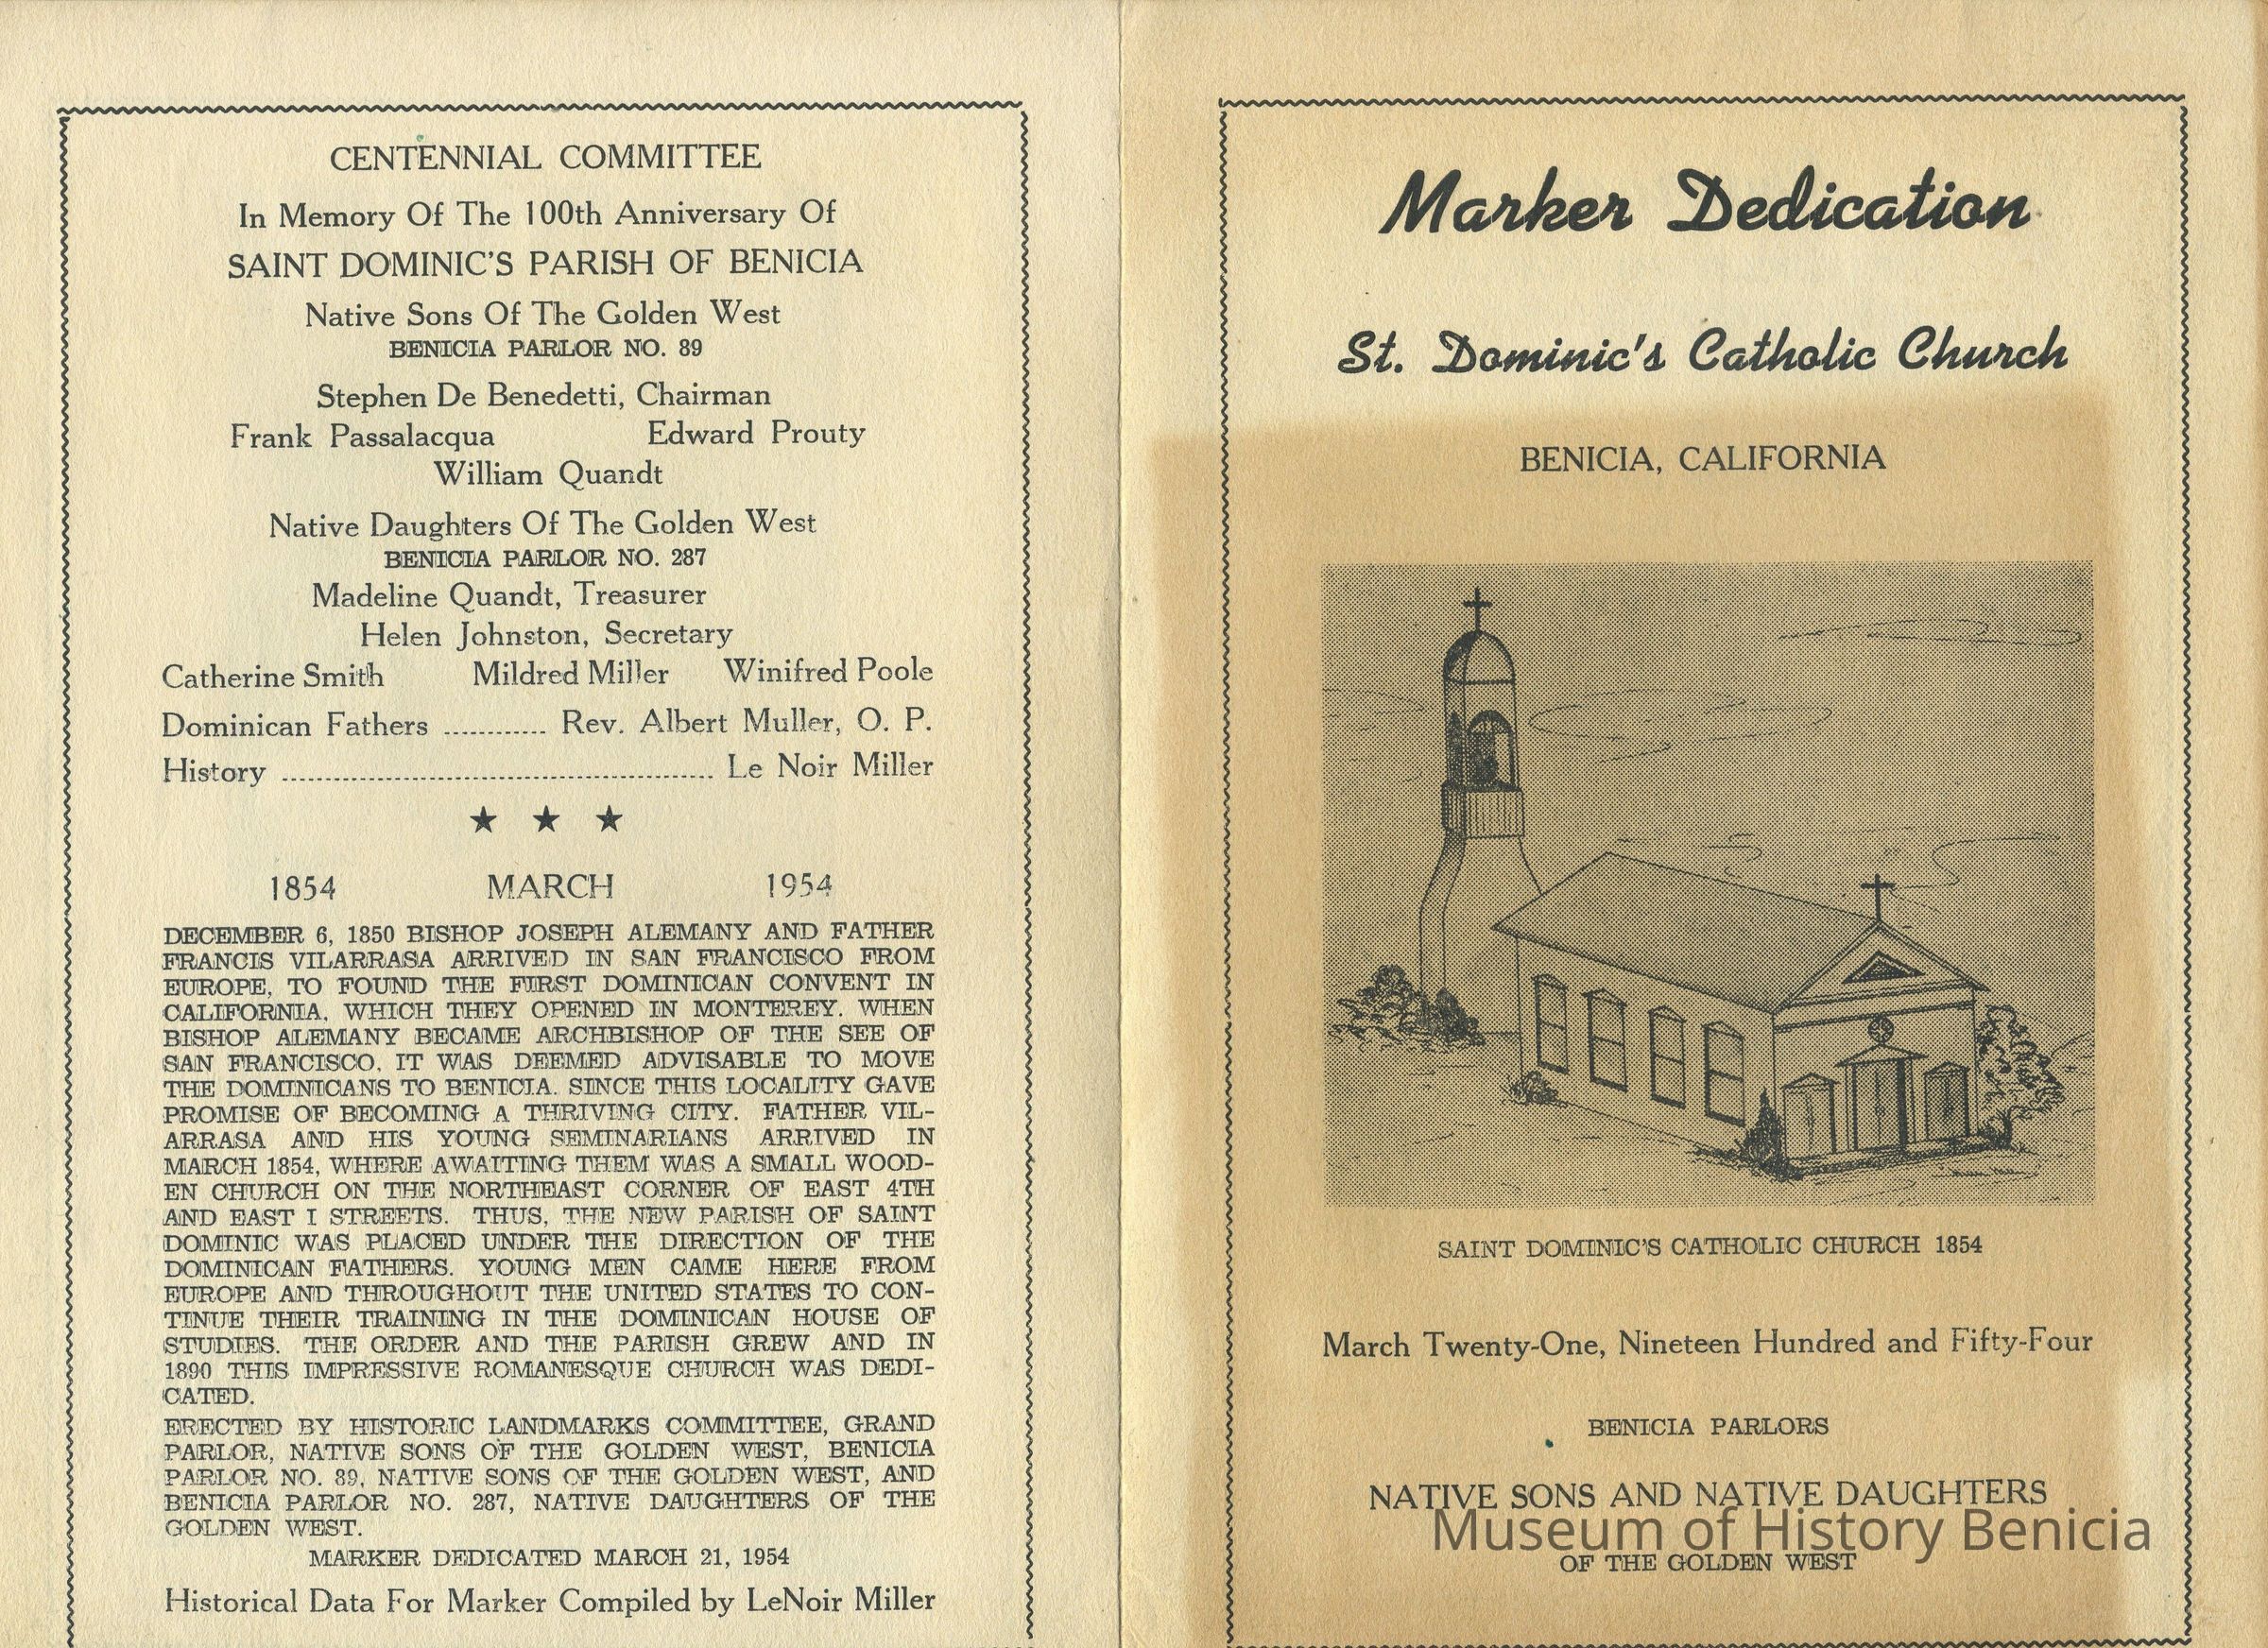 CENTENNIAL COMMITTEE
In Memory Of The 100th Anniversary Of
SAINT DOMINIC'S PARISH OF BENICIA
Native Sons Of The Golden West
BENICIA PARLOR NO. 89
Stephen De Benedetti, Chairman
Frank Passalacqua Edward Prouty
William Quandt
Native Daughters Of The Golden West
BENICIA PARLOR NO. 287
Madeline Quandt, Treasurer
Helen Johnston, Secretary
Catherine Smith Mildred Miller Winifred Poole
Dominican Fathers ............ Rev. Albert Muller, O. P.
History .................................................. Le Noir Miller
★ ★ ★
1854 MARCH 1954
DECEMBER 6, 1850 BISHOP JOSEPH ALEMANY AND FATHER
FRANCIS VILARRASA ARRIVED IN SAN FRANCISCO FROM
EUROPE, TO FOUND THE FIRST DOMINICAN CONVENT IN
CALIFORNIA, WHICH THEY OPENED IN MONTEREY. WHEN
BISHOP ALEMANY BECAME ARCHBISHOP OF THE SEE OF
SAN FRANCISCO, IT WAS DEEMED ADVISABLE TO MOVE
THE DOMINICANS TO BENICIA. SINCE THIS LOCALITY GAVE
PROMISE OF BECOMING A THRIVING CITY. FATHER VIL-
ARRASA AND HIS YOUNG SEMINARIANS ARRIVED IN
MARCH 1854, WHERE AWAITING THEM WAS A SMALL WOOD-
EN CHURCH ON THE NORTHEAST CORNER OF EAST 4TH
AND EAST I STREETS. THUS, THE NEW PARISH OF SAINT
DOMINIC WAS PLACED UNDER THE DIRECTION OF THE
DOMINICAN FATHERS. YOUNG MEN CAME HERE FROM
EUROPE AND THROUGHOUT THE UNITED STATES TO CON-
TINUE THEIR TRAINING IN THE DOMINICAN HOUSE OF
STUDIES. THE ORDER AND THE PARISH GREW AND IN
1890 THIS IMPRESSIVE ROMANESQUE CHURCH WAS DEDI-
CATED.
ERECTED BY HISTORIC LANDMARKS COMMITTEE, GRAND
PARLOR, NATIVE SONS OF THE GOLDEN WEST, BENICIA
PARLOR NO. 89, NATIVE SONS OF THE GOLDEN WEST, AND
BENICIA PARLOR NO. 287, NATIVE DAUGHTERS OF THE
GOLDEN WEST.
MARKER DEDICATED MARCH 21, 1954
Historical Data For Marker Compiled by LeNoir Miller
Marker Dedication
St. Dominic's Catholic Church
BENICIA, CALIFORNIA
SAINT DOMINIC'S CATHOLIC CHURCH 1854
March Twenty-One, Nineteen Hundred and Fifty-Four
BENICIA PARLORS
NATIVE SONS AND NATIVE DAUGHTERS
Museum of History Benicia
OF THE GOLDEN WEST